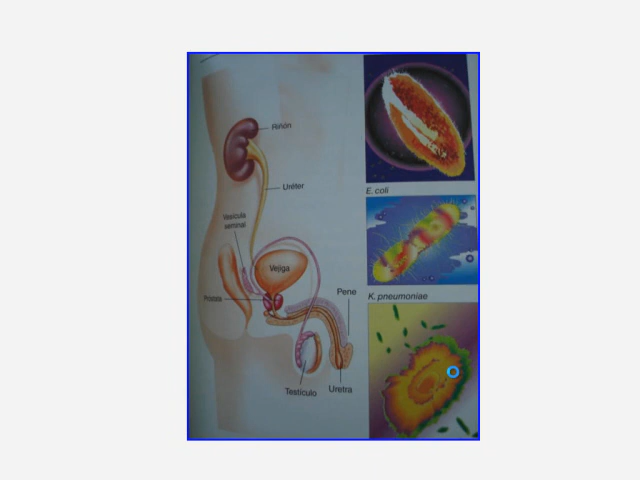 Riñón
Uréter
Vesícula
seminal
Vejiga
Próstata
Pene
Testículo
Uretra
E. coli
K. pneumoniae